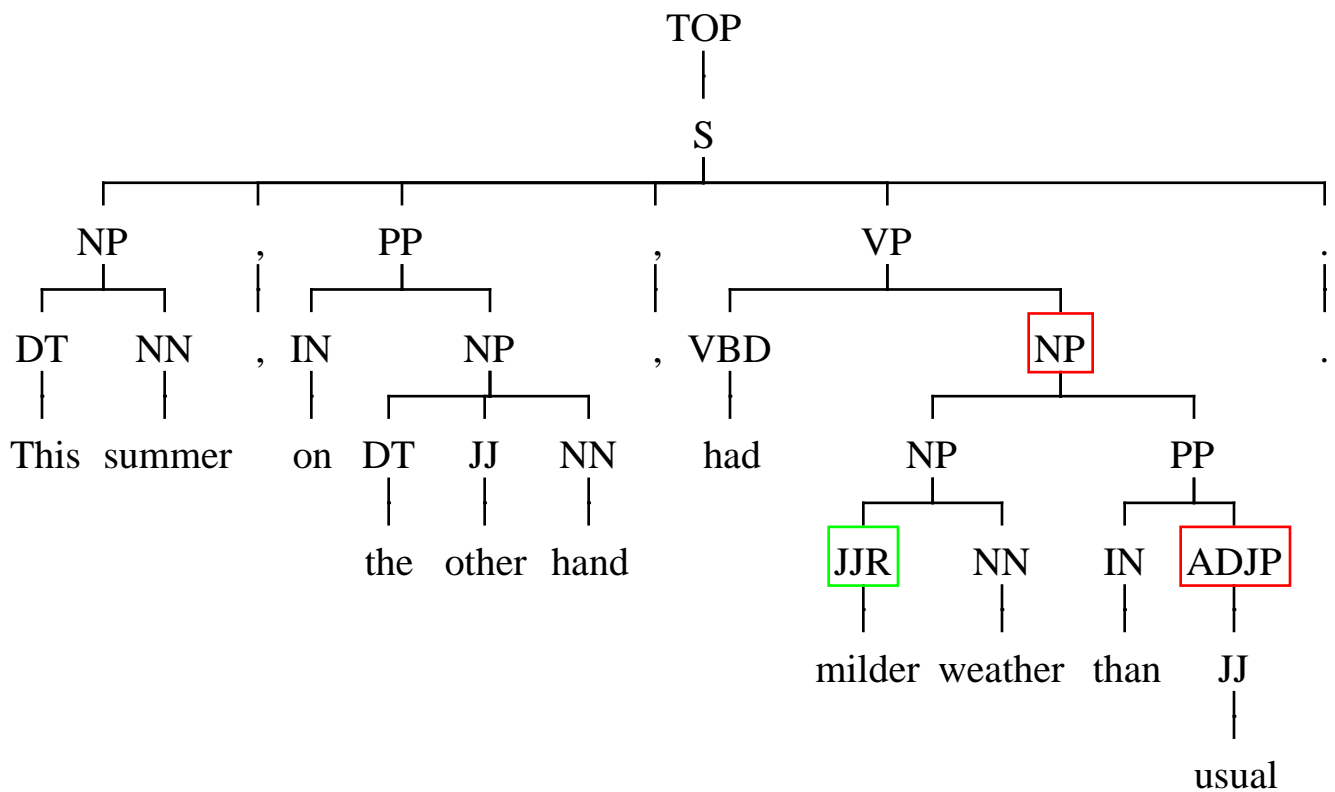 TOP
S
NP , PP , VP .
DT NN , IN NP , VBD NP .
This summer on DT JJ NN had NP PP
the other hand JJR NN IN ADJP
milder weather than JJ
usual